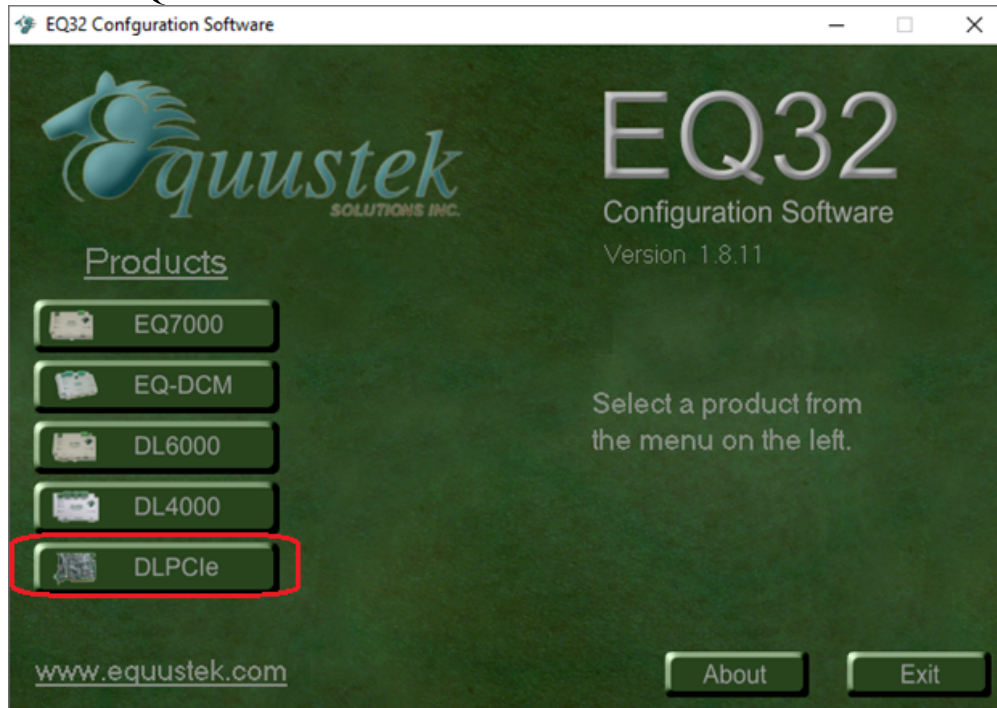 EQ32 Confguration Software
Equustek
SOLUTIONS INC.
EQ32
Configuration Software
Version 1.8.11
Products
EQ7000
EQ-DCM
DL6000
DL4000
DLPCIe
Select a product from
the menu on the left.
www.equustek.com
About
Exit